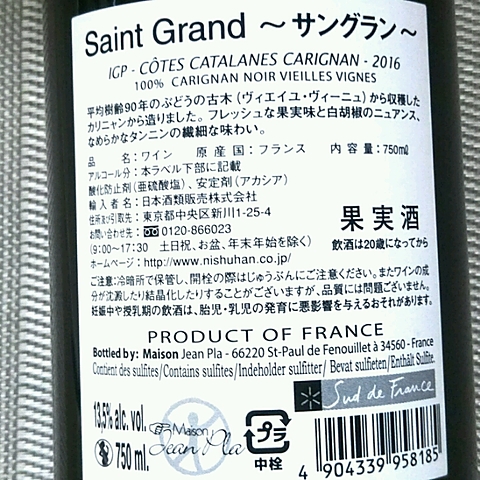 Saint Grand ～サングラン～
IGP - CÔTES CATALANES CARIGNAN - 2016
100% CARIGNAN NOIR VIEILLES VIGNES
平均樹齢90年のぶどうの古木（ヴィエイユ・ヴィーニュ）から収穫した
カリニャンから造りました。フレッシュな果実味と白胡椒のニュアンス、
なめらかなタンニンの繊細な味わい。
品 名：ワイン 原産国：フランス 内容量：750㎖
アルコール分：本ラベル下部に記載
酸化防止剤（亜硫酸塩）、安定剤（アカシア）
輸入者名：日本酒類販売株式会社
住所及び引取先：東京都中央区新川1-25-4
お問い合わせ先：0120-866023
（9：00～17：30 土日祝、お盆、年末年始を除く）
ホームページ：http://www.nishuhan.co.jp/
果実酒
飲酒は20歳になってから
ご注意：冷暗所で保管し、開栓の際はじゅうぶんにご注意ください。またワインの成
分が沈澱したり結晶化したりすることがございますが、品質には問題ございません。
妊娠中や授乳期の飲酒は、胎児・乳児の発育に悪影響を与えるおそれがあります。
PRODUCT OF FRANCE
Bottled by: Maison Jean Pla - 66220 St-Paul de Fenouillet à 34560 - France
Contient des sulfites/Contains sulfites/Indeholder sulfitter/ Bevat sulfieten/Enthält Sulfite.
Sud de France
13,5% alc. vol.
750 ml.
Maison
Jean Pla
プラ
中栓
4 904339 958185